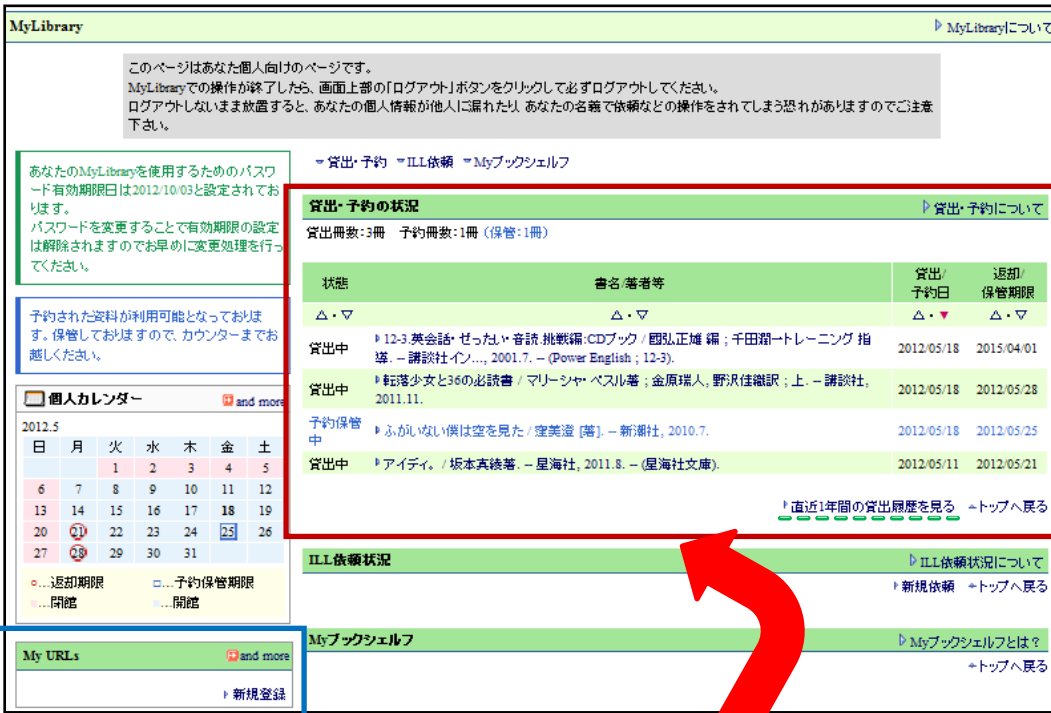 MyLibrary
MyLibraryについて
このページはあなた個人向けのページです。
MyLibraryでの操作が終了したら、画面上部の「ログアウト」ボタンをクリックして必ずログアウトしてください。
ログアウトしないまま放置すると、あなたの個人情報が他人に漏れたり、あなたの名義で依頼などの操作をされてしまう恐れがありますのでご注意
下さい。
あなたのMyLibraryを使用するためのパスワ
ード有効期限日は2012/10/03と設定されてお
ります。
パスワードを変更することで有効期限の設定
は解除されますのでお早めに変更処理を行っ
てください。
予約された資料が利用可能となっておりま
す。保管しておりますので、カウンターまでお
越しください。
個人カレンダー and more
2012.5
日 月 火 水 木 金 土
1 2 3 4 5
6 7 8 9 10 11 12
13 14 15 16 17 18 19
20 21 22 23 24 25 26
27 28 29 30 31
○...返却期限 □...予約保管期限
■...閉館 ■...開館
My URLs and more
新規登録
貸出・予約 ILL依頼 Myブックシェルフ
貸出・予約の状況 貸出・予約について
貸出冊数:3冊 予約冊数:1冊(保管:1冊)
状態 書名/著者等 貸出/予約日 返却/保管期限
△・▽ △・▽ △・▼ △・▽
貸出中 12-3.英会話・ぜったい・音読.挑戦編:CDブック / 國弘正雄 編 ; 千田潤一トレーニング 指
導. -- 講談社イン..., 2001.7. -- (Power English ; 12-3). 2012/05/18 2015/04/01
貸出中 転落少女と36の必読書 / マリーシャ・ペスル著 ; 金原瑞人, 野沢佳織訳 ; 上. -- 講談社,
2011.11. 2012/05/18 2012/05/28
予約保管中 ふがいない僕は空を見た / 窪美澄 [著]. -- 新潮社, 2010.7. 2012/05/18 2012/05/25
貸出中 アイディ。 / 坂本真綾著. -- 星海社, 2011.8. -- (星海社文庫). 2012/05/11 2012/05/21
直近1年間の貸出履歴を見る トップへ戻る
ILL依頼状況 ILL依頼状況について
新規依頼 トップへ戻る
Myブックシェルフ Myブックシェルフとは?
トップへ戻る